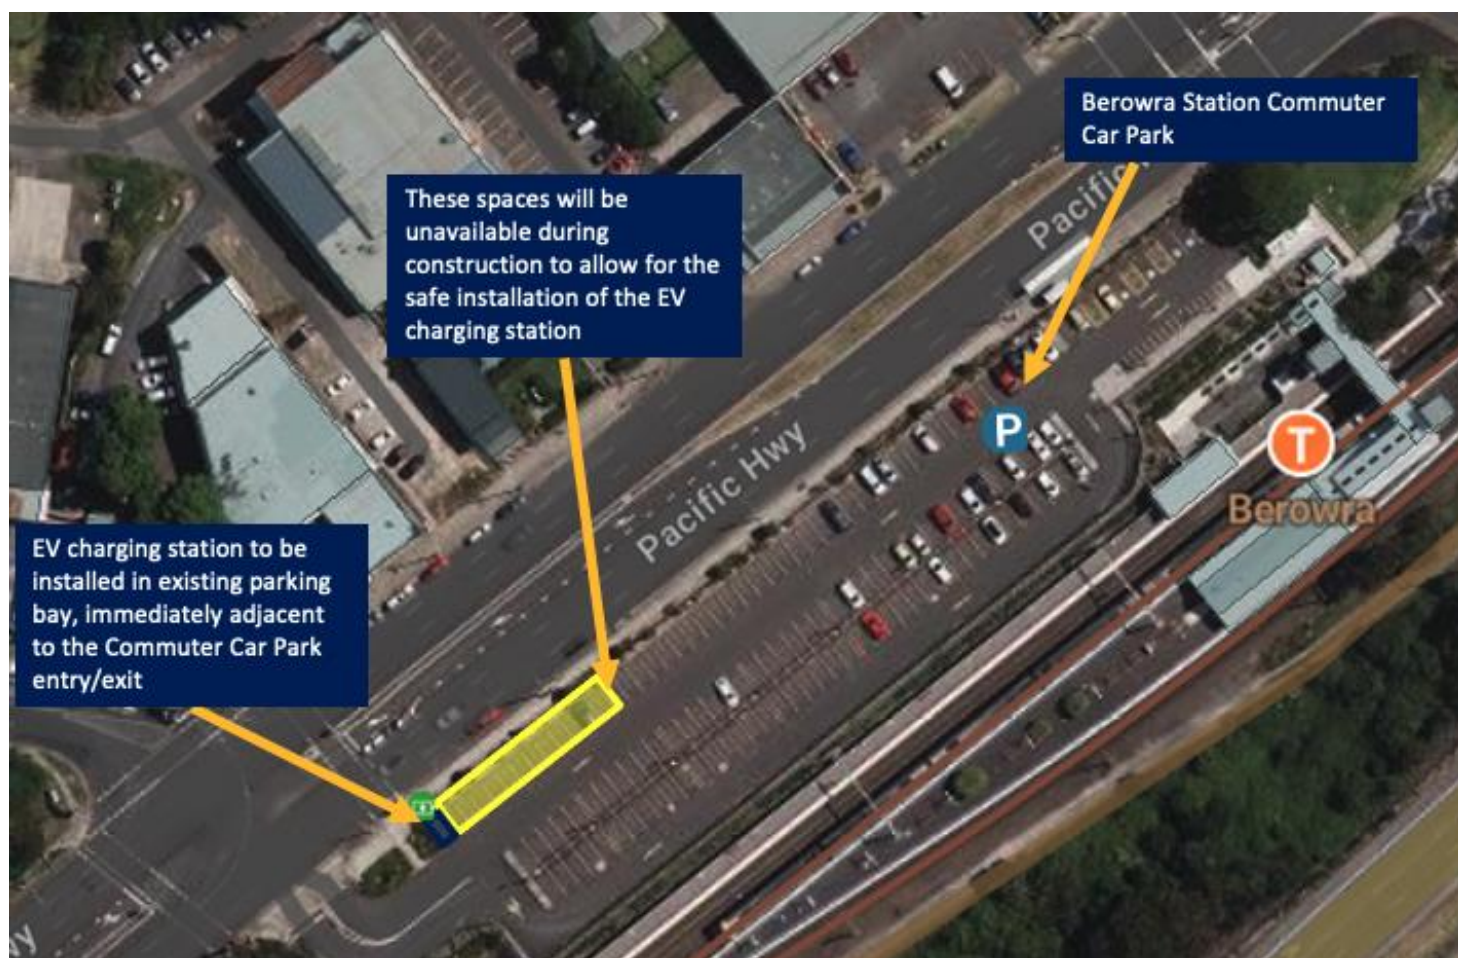 Berowra Station Commuter
Car Park
These spaces will be
unavailable during
construction to allow for the
safe installation of the EV
charging station
Pacific
Pacific Hwy
P
T
Berowra
EV charging station to be
installed in existing parking
bay, immediately adjacent
to the Commuter Car Park
entry/exit